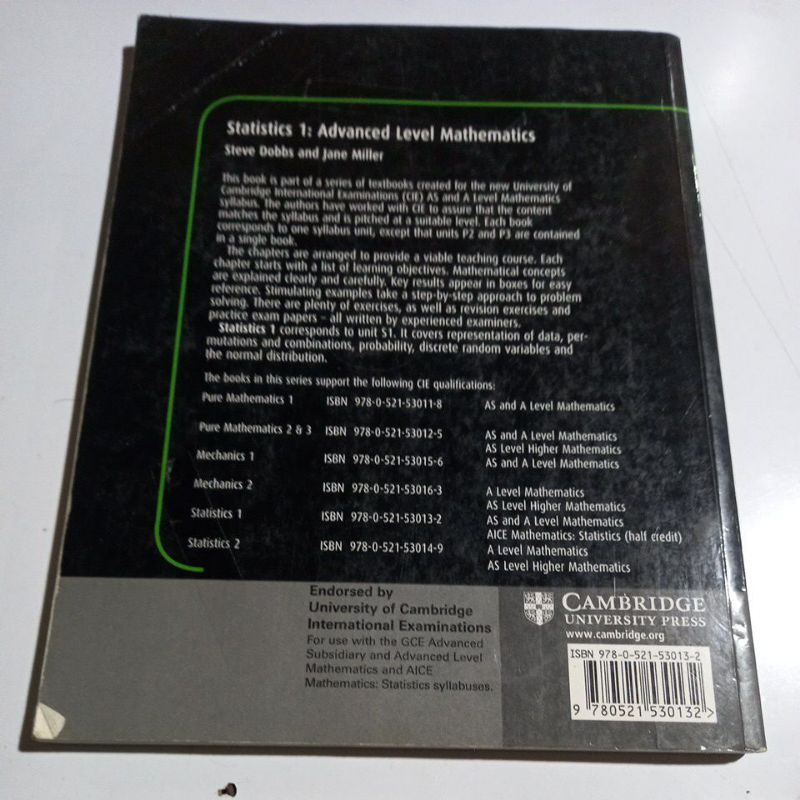 Statistics 1: Advanced Level Mathematics
Steve Dobbs and Jane Miller
This book is part of a series of textbooks created for the new University of
Cambridge International Examinations (CIE) AS and A Level Mathematics
syllabus. The authors have worked with CIE to assure that the content
matches the syllabus and is pitched at a suitable level. Each book
corresponds to one syllabus unit, except that units P2 and P3 are contained
in a single book.
The chapters are arranged to provide a viable teaching course. Each
chapter starts with a list of learning objectives. Mathematical concepts
are explained clearly and carefully. Key results appear in boxes for easy
reference. Stimulating examples take a step-by-step approach to problem
solving. There are plenty of exercises, as well as revision exercises and
practice exam papers – all written by experienced examiners.
Statistics 1 corresponds to unit S1. It covers representation of data, per-
mutations and combinations, probability, discrete random variables and
the normal distribution.
The books in this series support the following CIE qualifications:
Pure Mathematics 1 ISBN 978-0-521-53011-8 AS and A Level Mathematics
Pure Mathematics 2 & 3 ISBN 978-0-521-53012-5 AS and A Level Mathematics
AS Level Higher Mathematics
Mechanics 1 ISBN 978-0-521-53015-6 AS and A Level Mathematics
Mechanics 2 ISBN 978-0-521-53016-3 A Level Mathematics
AS Level Higher Mathematics
Statistics 1 ISBN 978-0-521-53013-2 AS and A Level Mathematics
AICE Mathematics: Statistics (half credit)
Statistics 2 ISBN 978-0-521-53014-9 A Level Mathematics
AS Level Higher Mathematics
Endorsed by
University of Cambridge
International Examinations
For use with the GCE Advanced
Subsidiary and Advanced Level
Mathematics and AICE
Mathematics: Statistics syllabuses.
CAMBRIDGE
UNIVERSITY PRESS
www.cambridge.org
ISBN 978-0-521-53013-2
9 780521 530132 >